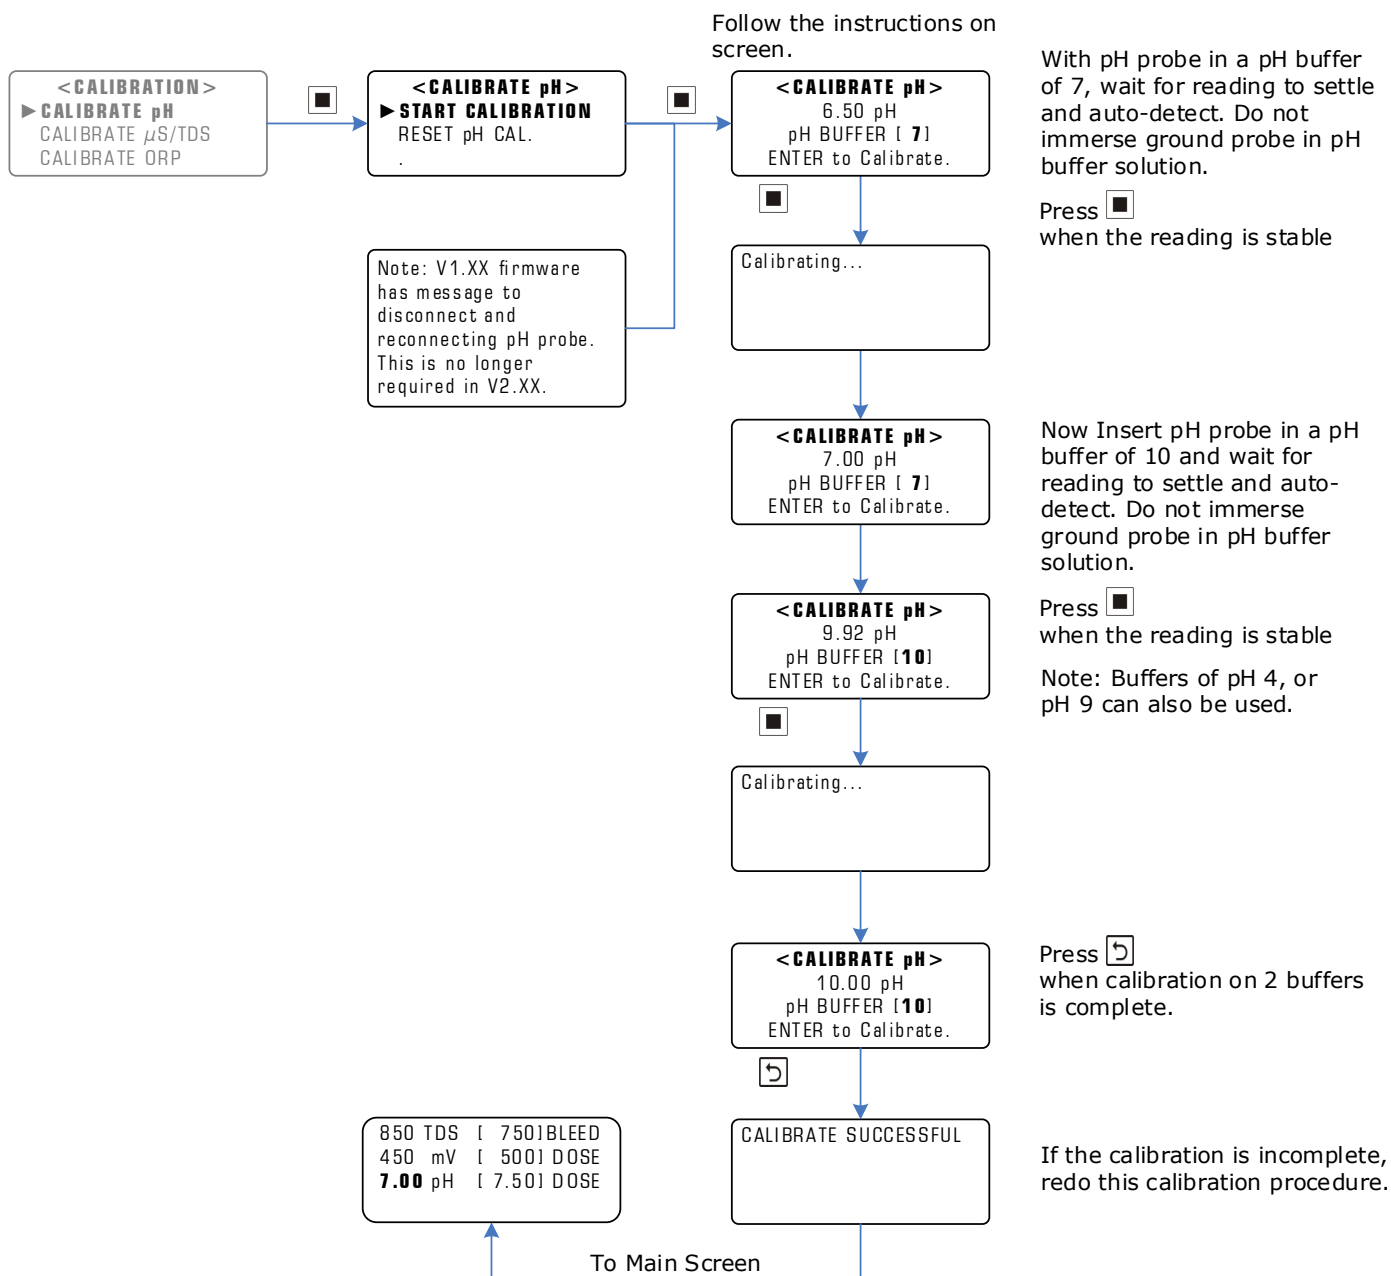 Follow the instructions on
screen.
<CALIBRATION>
►CALIBRATE pH
CALIBRATE µS/TDS
CALIBRATE ORP
<CALIBRATE pH>
►START CALIBRATION
RESET pH CAL.
.
<CALIBRATE pH>
6.50 pH
pH BUFFER [ 7]
ENTER to Calibrate.
With pH probe in a pH buffer
of 7, wait for reading to settle
and auto-detect. Do not
immerse ground probe in pH
buffer solution.
Press
when the reading is stable
Note: V1.XX firmware
has message to
disconnect and
reconnecting pH probe.
This is no longer
required in V2.XX.
Calibrating...
<CALIBRATE pH>
7.00 pH
pH BUFFER [ 7]
ENTER to Calibrate.
Now Insert pH probe in a pH
buffer of 10 and wait for
reading to settle and auto-
detect. Do not immerse
ground probe in pH buffer
solution.
<CALIBRATE pH>
9.92 pH
pH BUFFER [10]
ENTER to Calibrate.
Press
when the reading is stable
Note: Buffers of pH 4, or
pH 9 can also be used.
Calibrating...
<CALIBRATE pH>
10.00 pH
pH BUFFER [10]
ENTER to Calibrate.
Press
when calibration on 2 buffers
is complete.
850 TDS [ 750]BLEED
450 mV [ 500] DOSE
7.00 pH [ 7.50] DOSE
CALIBRATE SUCCESSFUL
If the calibration is incomplete,
redo this calibration procedure.
To Main Screen